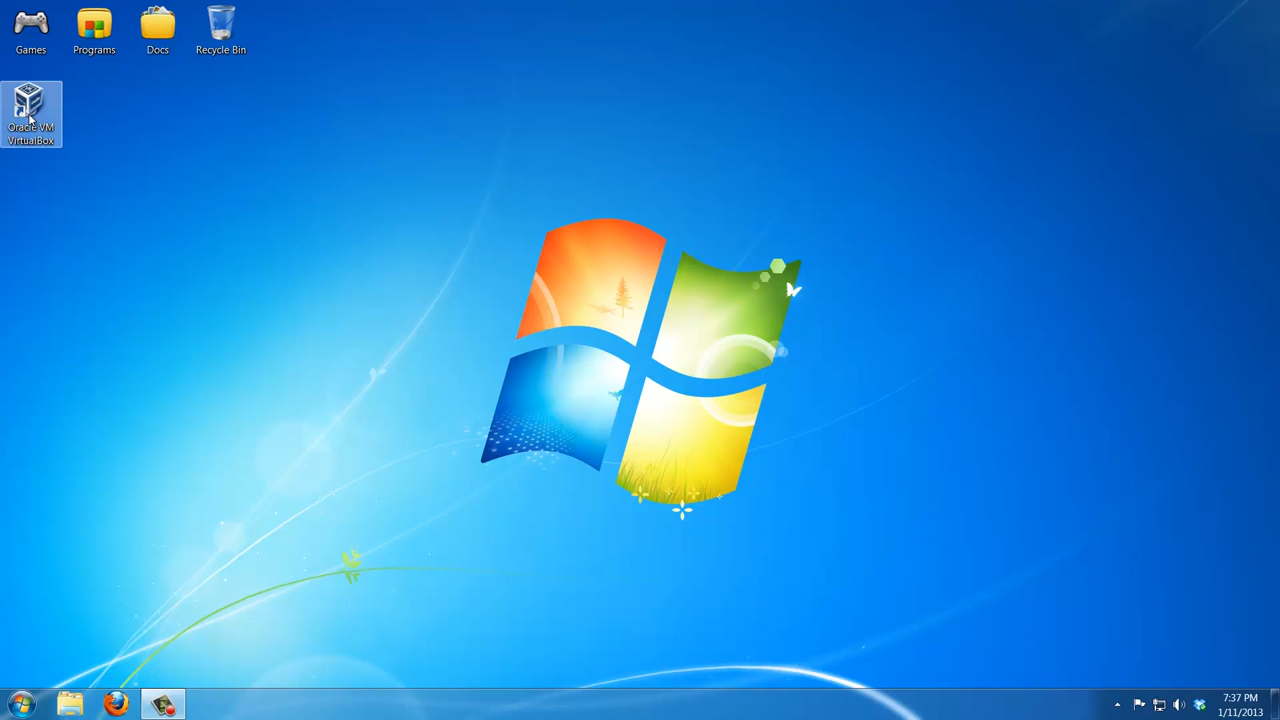 Games
Programs
Docs
Recycle Bin
Oracle VM
VirtualBox
7:37 PM
1/11/2013